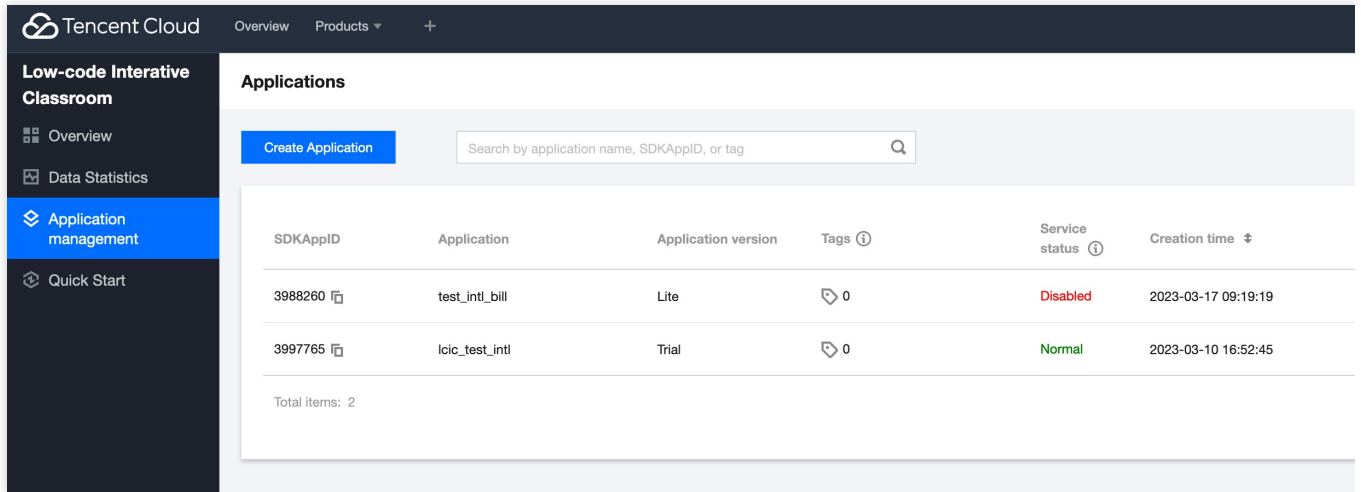 Tencent Cloud Overview Products +
Low-code Interative
Classroom
Overview
Data Statistics
Application
management
Quick Start
Applications
Create Application Search by application name, SDKAppID, or tag
SDKAppID Application Application version Tags Service
status Creation time
3988260 test_intl_bill Lite 0 Disabled 2023-03-17 09:19:19
3997765 lcic_test_intl Trial 0 Normal 2023-03-10 16:52:45
Total items: 2